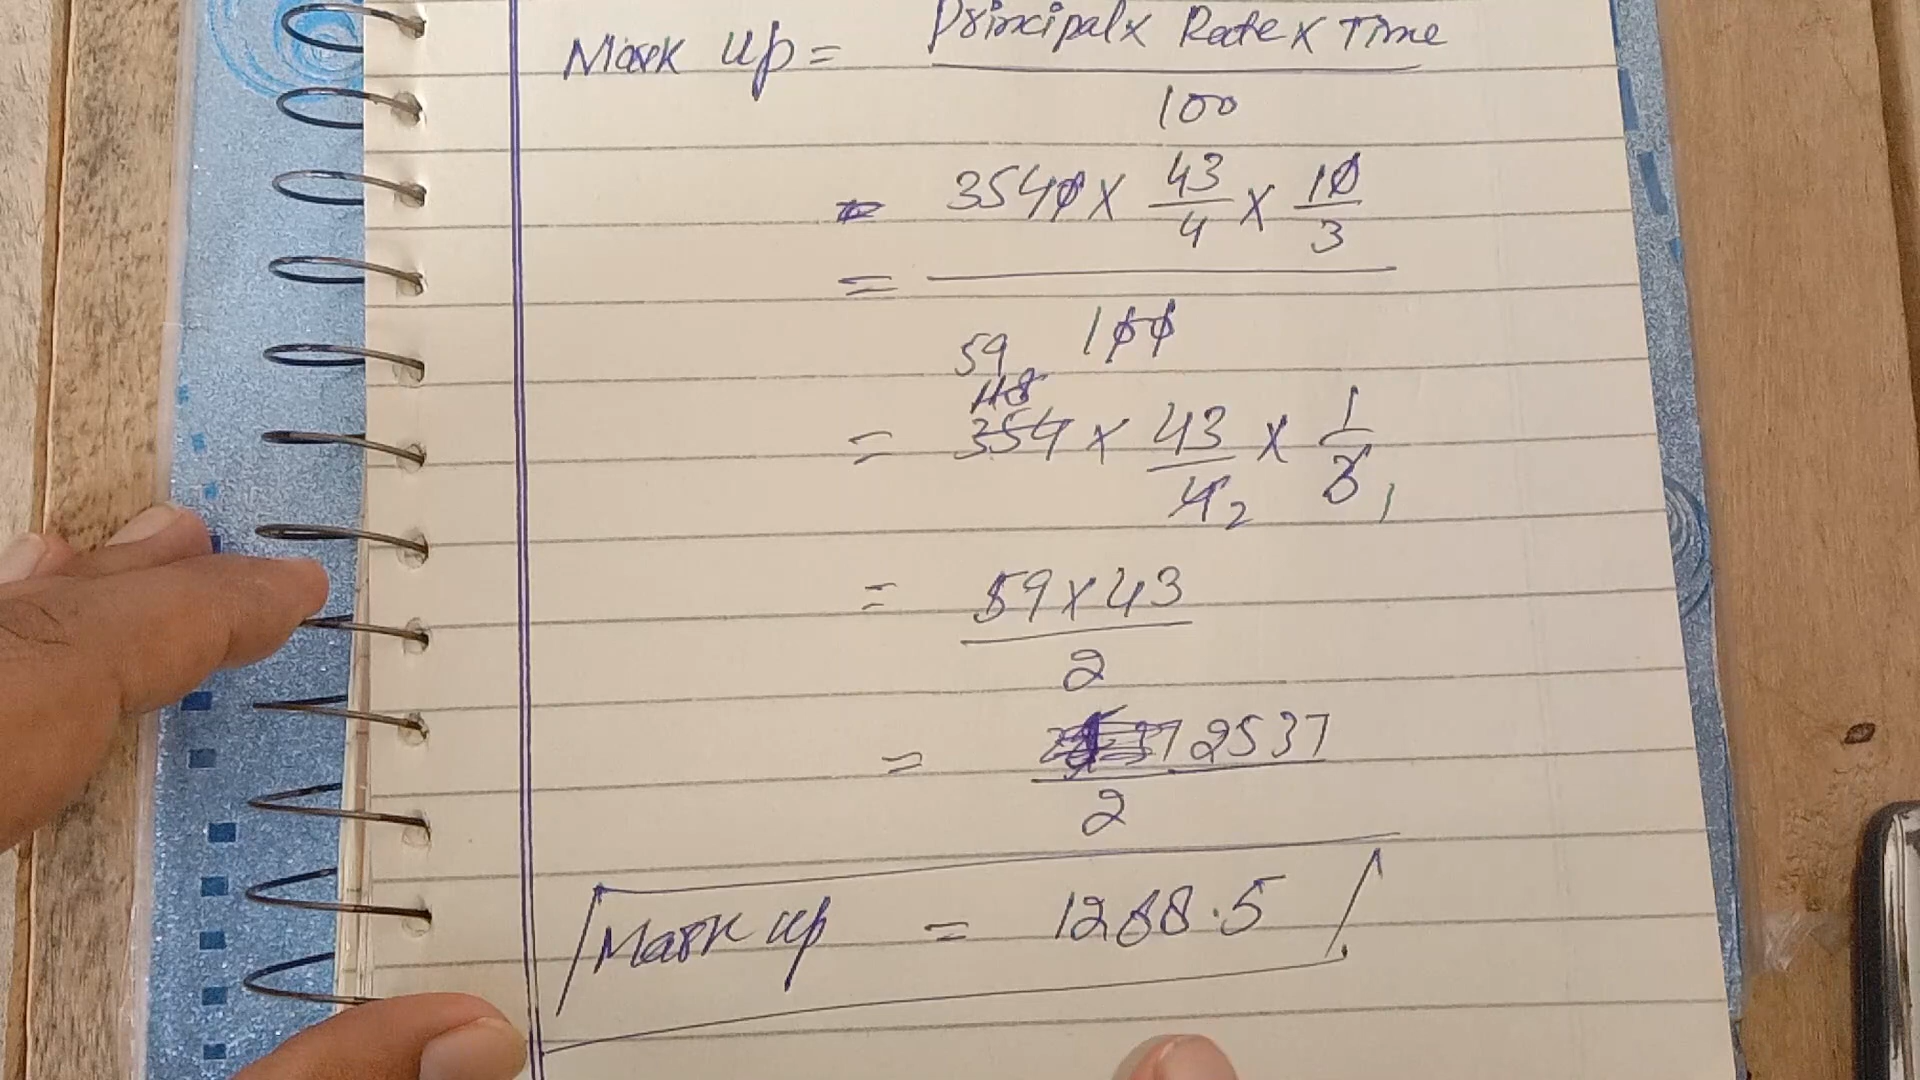 Mark up = Principal x Rate x Time
100
= 3540 x 43/4 x 10/3
= 100
59
118
= 354 x 43/4 2 x 1/3 1
= 59 x 43
2
= 2537
2
Mark up = 1268.5